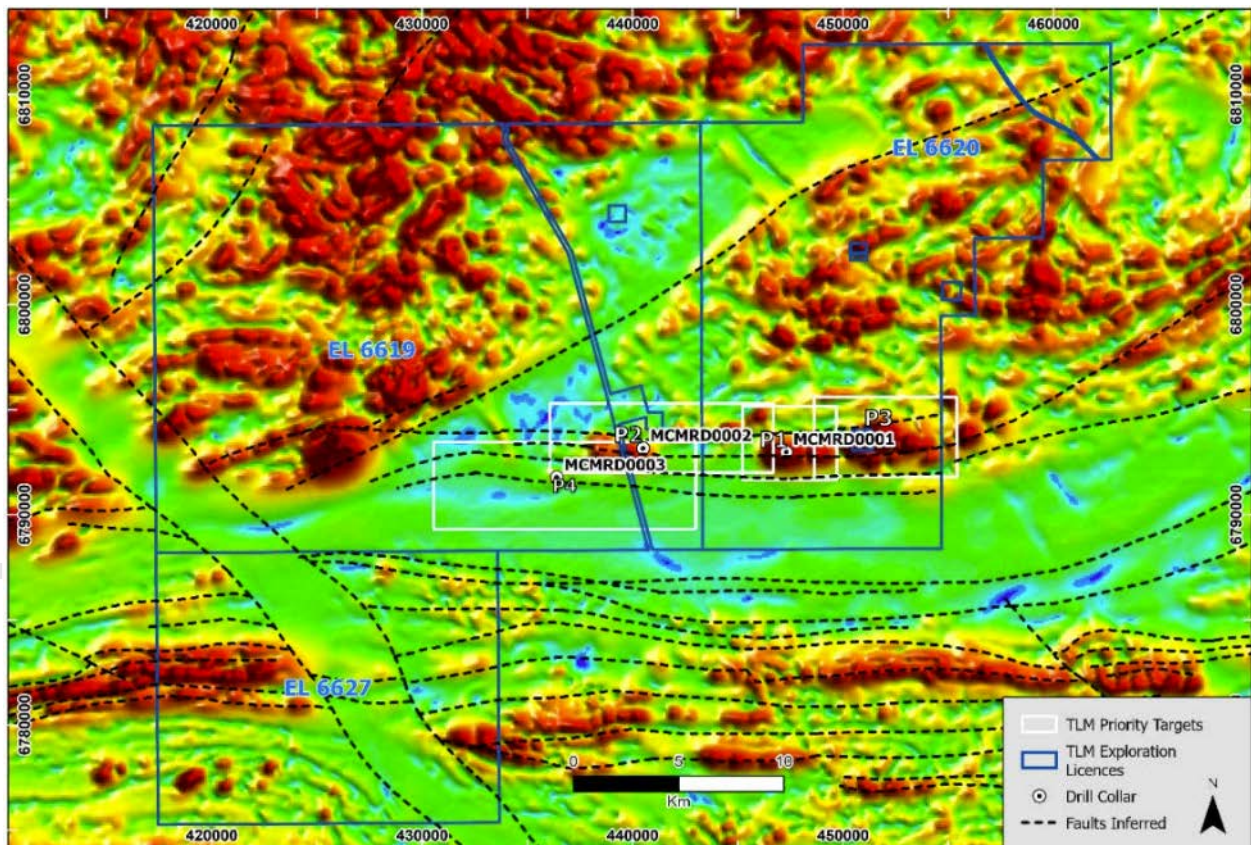 420000 430000 440000 450000 460000
6810000 6810000
EL 6620
6800000 6800000
EL 6619
P3
P2 MCMRD0002 P1 MCMRD0001
MCMRD0003
P4
6790000 6790000
EL 6627
6780000
0 5 10
Km
TLM Priority Targets
TLM Exploration
Licences
Drill Collar
Faults Inferred
N
420000 430000 440000 450000